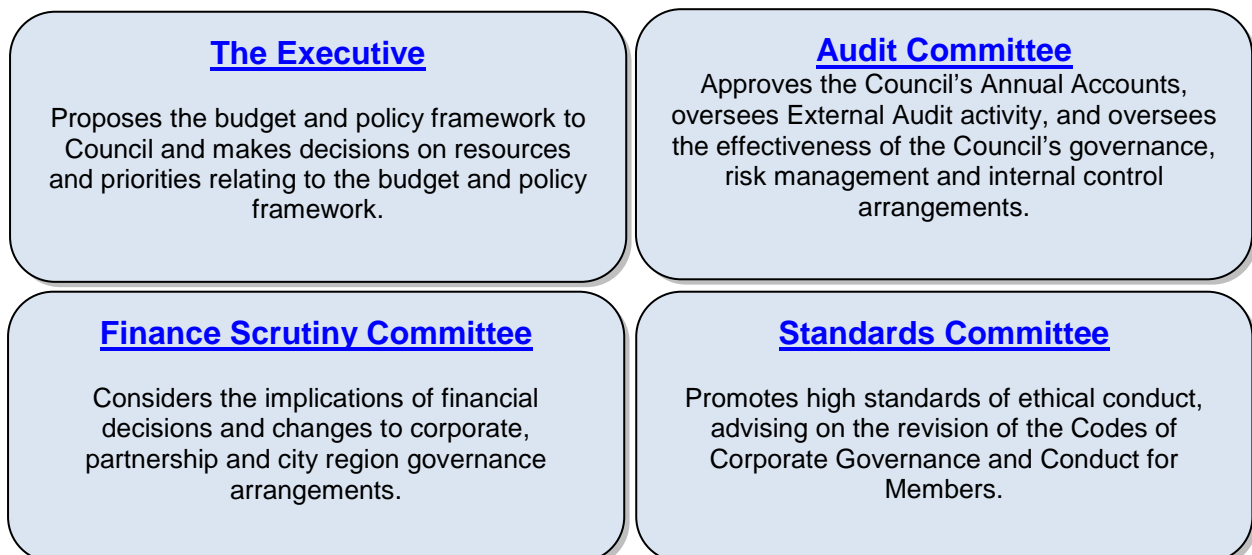 The Executive
Proposes the budget and policy framework to
Council and makes decisions on resources
and priorities relating to the budget and policy
framework.
Audit Committee
Approves the Council’s Annual Accounts,
oversees External Audit activity, and oversees
the effectiveness of the Council’s governance,
risk management and internal control
arrangements.
Finance Scrutiny Committee
Considers the implications of financial
decisions and changes to corporate,
partnership and city region governance
arrangements.
Standards Committee
Promotes high standards of ethical conduct,
advising on the revision of the Codes of
Corporate Governance and Conduct for
Members.